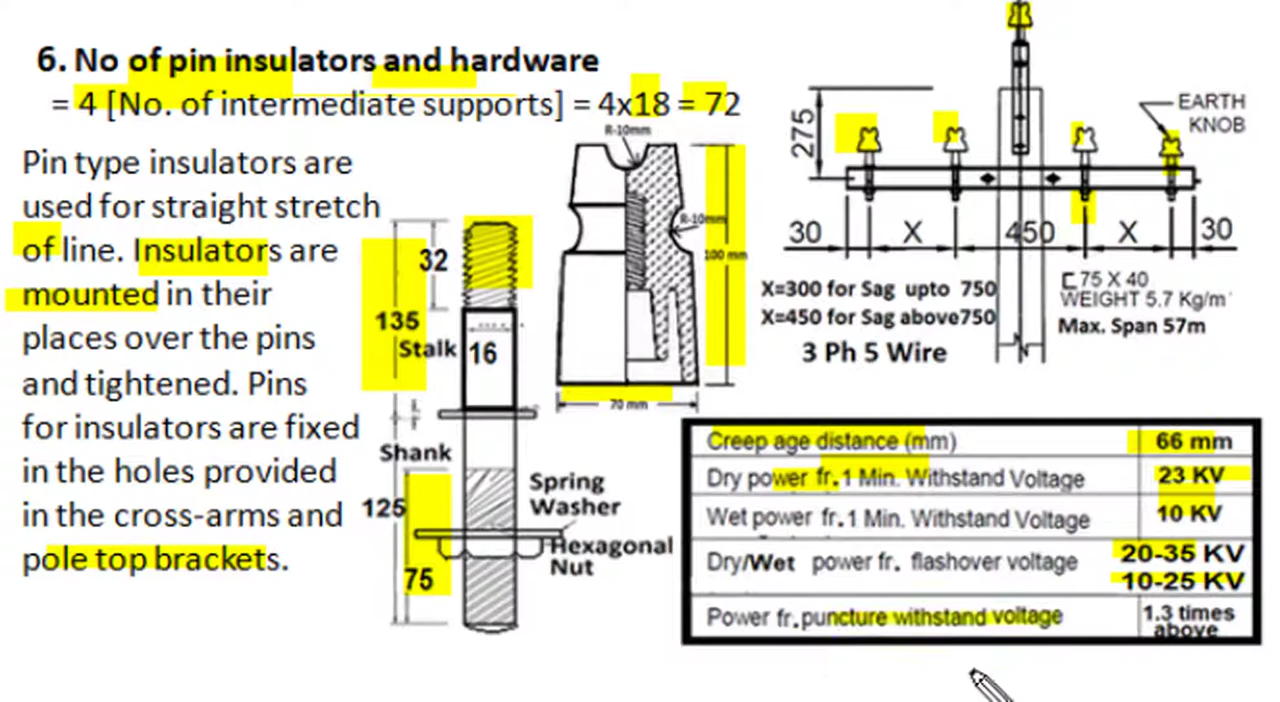 6. No of pin insulators and hardware
= 4 [No. of intermediate supports] = 4x18 = 72
Pin type insulators are
used for straight stretch
of line. Insulators are
mounted in their
places over the pins
and tightened. Pins
for insulators are fixed
in the holes provided
in the cross-arms and
pole top brackets.
32
135
Stalk
16
Shank
125
75
Spring
Washer
Hexagonal
Nut
R-10mm
R-10mm
100 mm
70 mm
275
EARTH
KNOB
30 X 450 X 30
X=300 for Sag upto 750
X=450 for Sag above750
3 Ph 5 Wire
75 X 40
WEIGHT 5.7 Kg/m
Max. Span 57m
Creep age distance (mm) 66 mm
Dry power fr.1 Min. Withstand Voltage 23 KV
Wet power fr.1 Min. Withstand Voltage 10 KV
Dry/Wet power fr. flashover voltage 20-35 KV
10-25 KV
Power fr.puncture withstand voltage 1.3 times
above